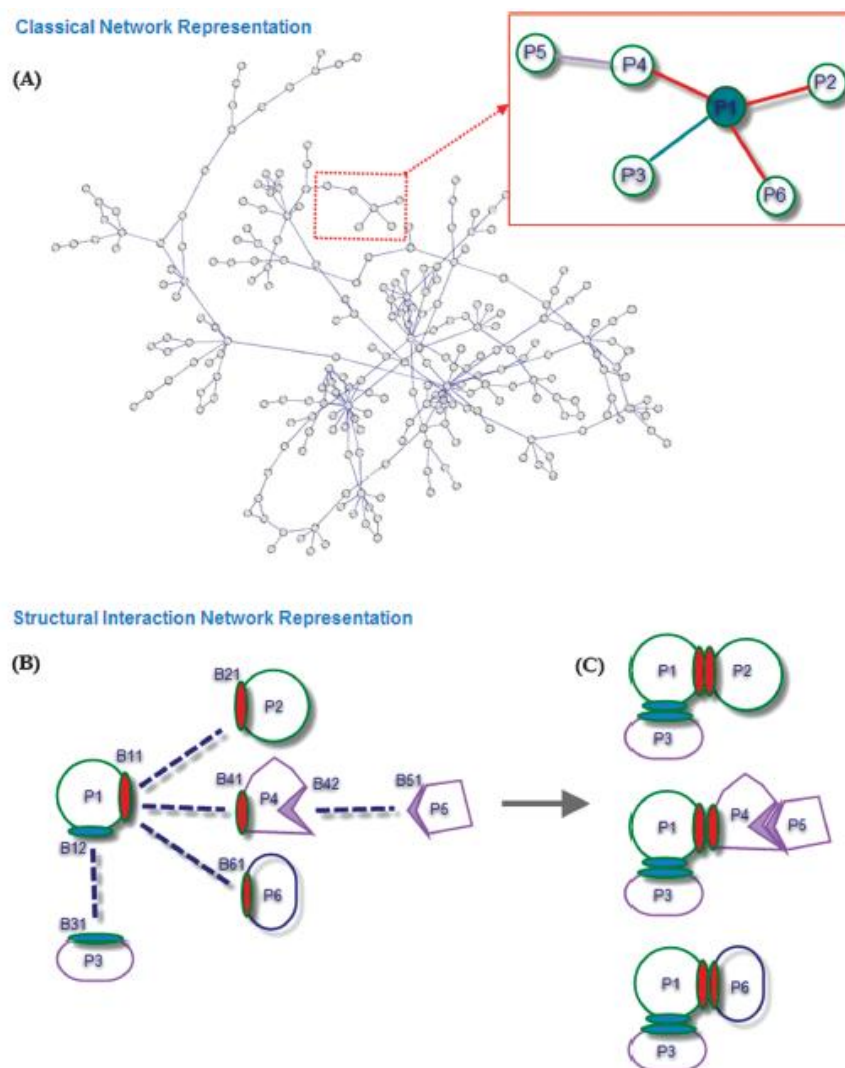 Classical Network Representation
(A)
P5
P4
P2
P1
P3
P6
Structural Interaction Network Representation
(B)
(C)
B21
P2
P1
P2
B11
P3
B41
B42
B51
P1
P4
P5
P4
P1
P5
B12
B61
P6
P3
B31
P3
P1
P6
P3